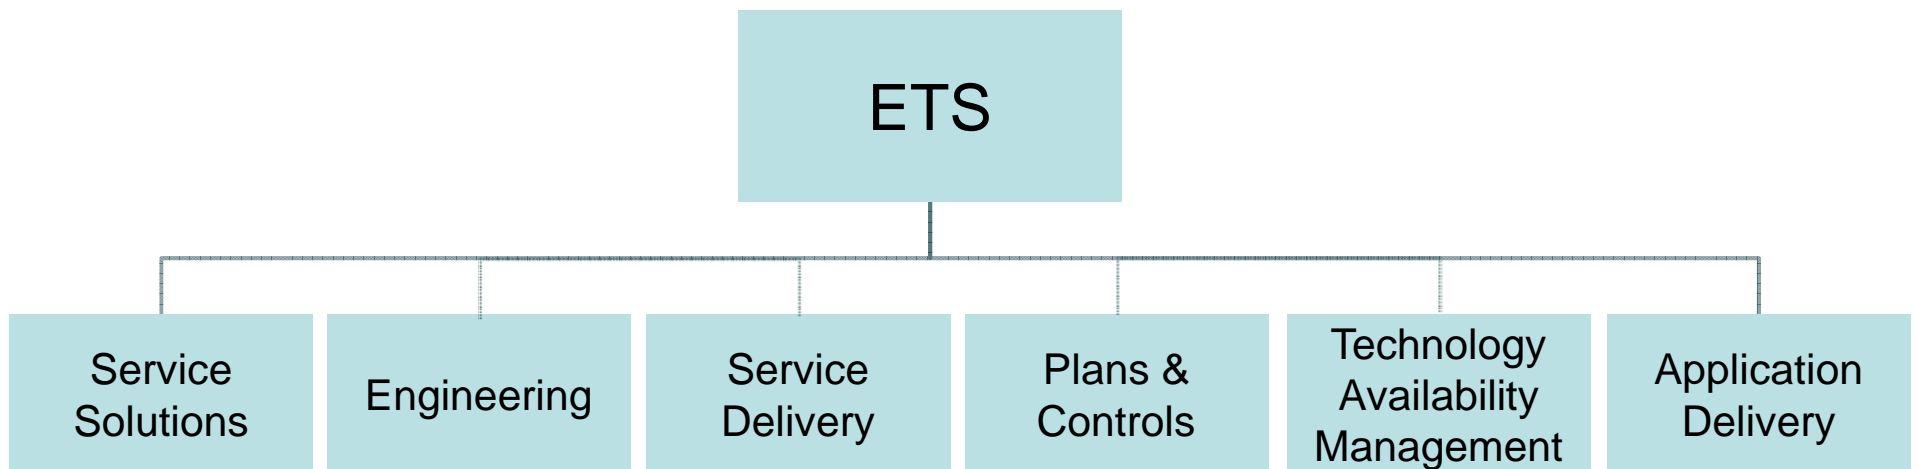 ETS
Service
Solutions
Engineering
Service
Delivery
Plans &
Controls
Technology
Availability
Management
Application
Delivery